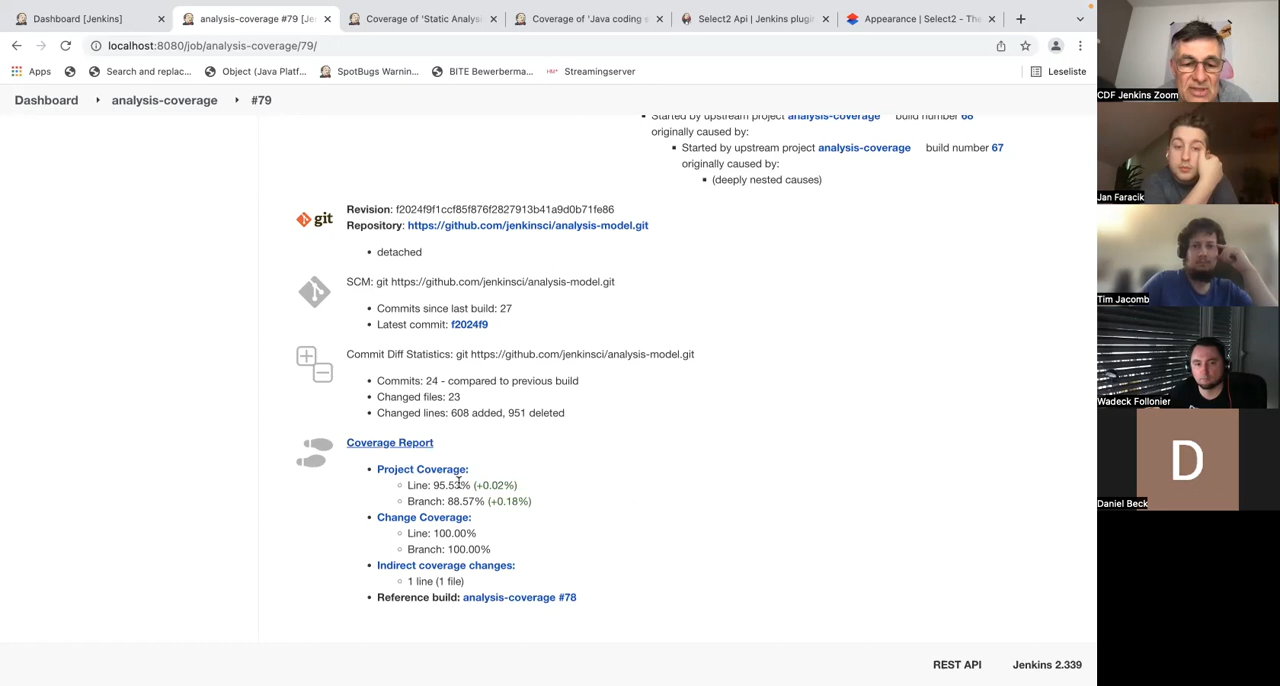 Dashboard [Jenkins]
analysis-coverage #79 [Je
Coverage of 'Static Analysi
Coverage of 'Java coding s
Select2 Api | Jenkins plugin
Appearance | Select2 - The
localhost:8080/job/analysis-coverage/79/
Apps
Search and replac...
Object (Java Platf...
SpotBugs Warnin...
BITE Bewerberma...
Streamingserver
Leseliste
Dashboard
analysis-coverage
#79
Started by upstream project analysis-coverage build number 68
originally caused by:
Started by upstream project analysis-coverage build number 67
originally caused by:
(deeply nested causes)
git
Revision: f2024f9f1ccf85f876f2827913b41a9d0b71fe86
Repository: https://github.com/jenkinsci/analysis-model.git
detached
SCM: git https://github.com/jenkinsci/analysis-model.git
Commits since last build: 27
Latest commit: f2024f9
Commit Diff Statistics: git https://github.com/jenkinsci/analysis-model.git
Commits: 24 - compared to previous build
Changed files: 23
Changed lines: 608 added, 951 deleted
Coverage Report
Project Coverage:
Line: 95.53% (+0.02%)
Branch: 88.57% (+0.18%)
Change Coverage:
Line: 100.00%
Branch: 100.00%
Indirect coverage changes:
1 line (1 file)
Reference build: analysis-coverage #78
REST API
Jenkins 2.339
CDF Jenkins Zoom
Jan Faracik
Tim Jacomb
Wadeck Follonier
D
Daniel Beck